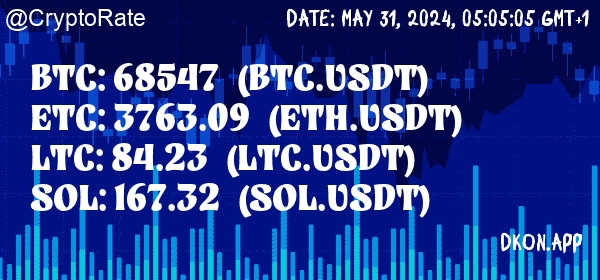 @CryptoRate
DATE: MAY 31, 2024, 05:05:05 GMT+1
BTC: 68547 (BTC.USDT)
ETC: 3763.09 (ETH.USDT)
LTC: 84.23 (LTC.USDT)
SOL: 167.32 (SOL.USDT)
DKON.APP